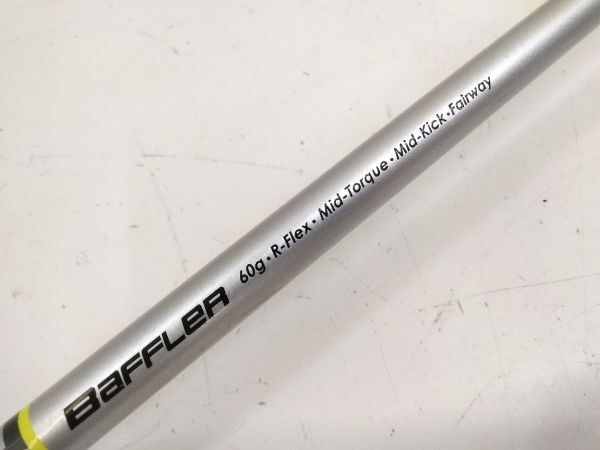 BaFFLeR 60g • R-Flex • Mid-Torque • Mid-Kick • Fairway